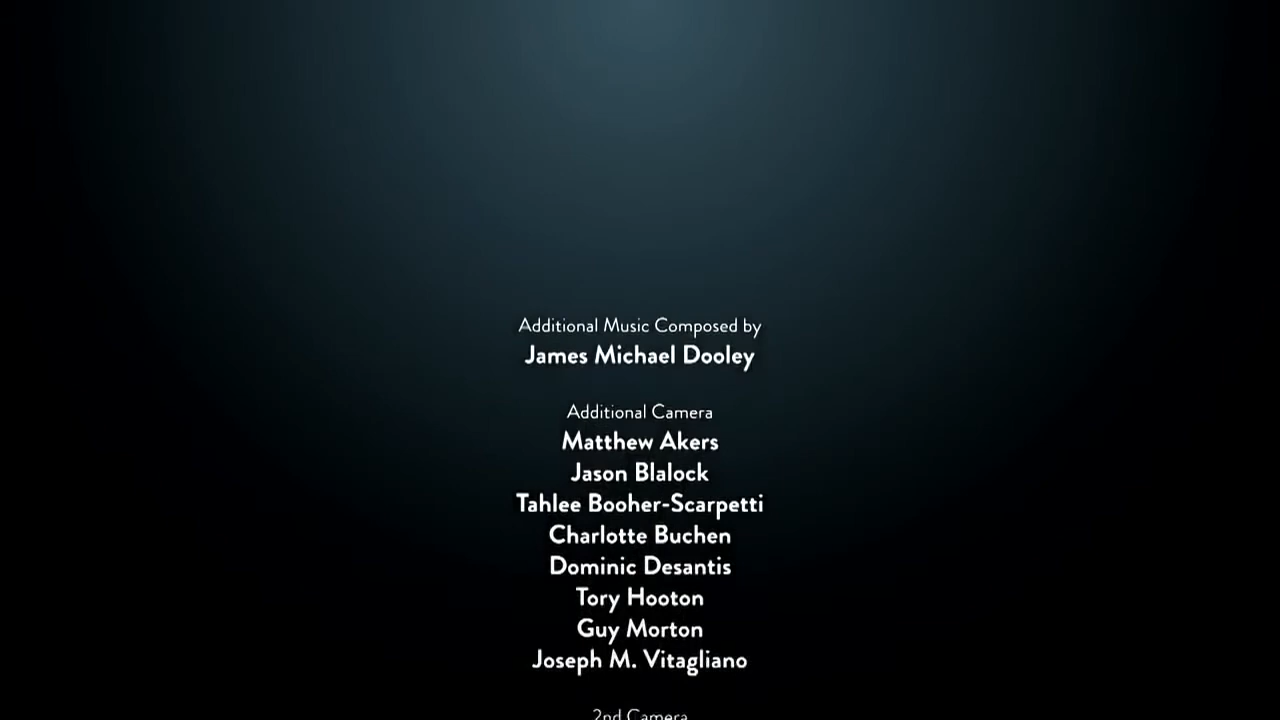 Additional Music Composed by
James Michael Dooley
Additional Camera
Matthew Akers
Jason Blalock
Tahlee Booher-Scarpetti
Charlotte Buchen
Dominic Desantis
Tory Hooton
Guy Morton
Joseph M. Vitagliano
2nd Camera